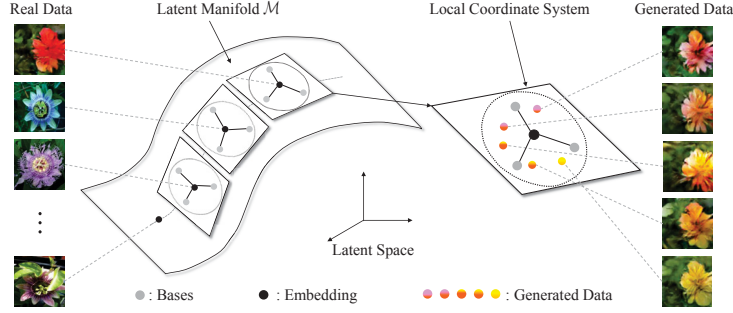 Real Data
Latent Manifold ℳ
Local Coordinate System
Generated Data
Latent Space
: Bases
: Embedding
: Generated Data